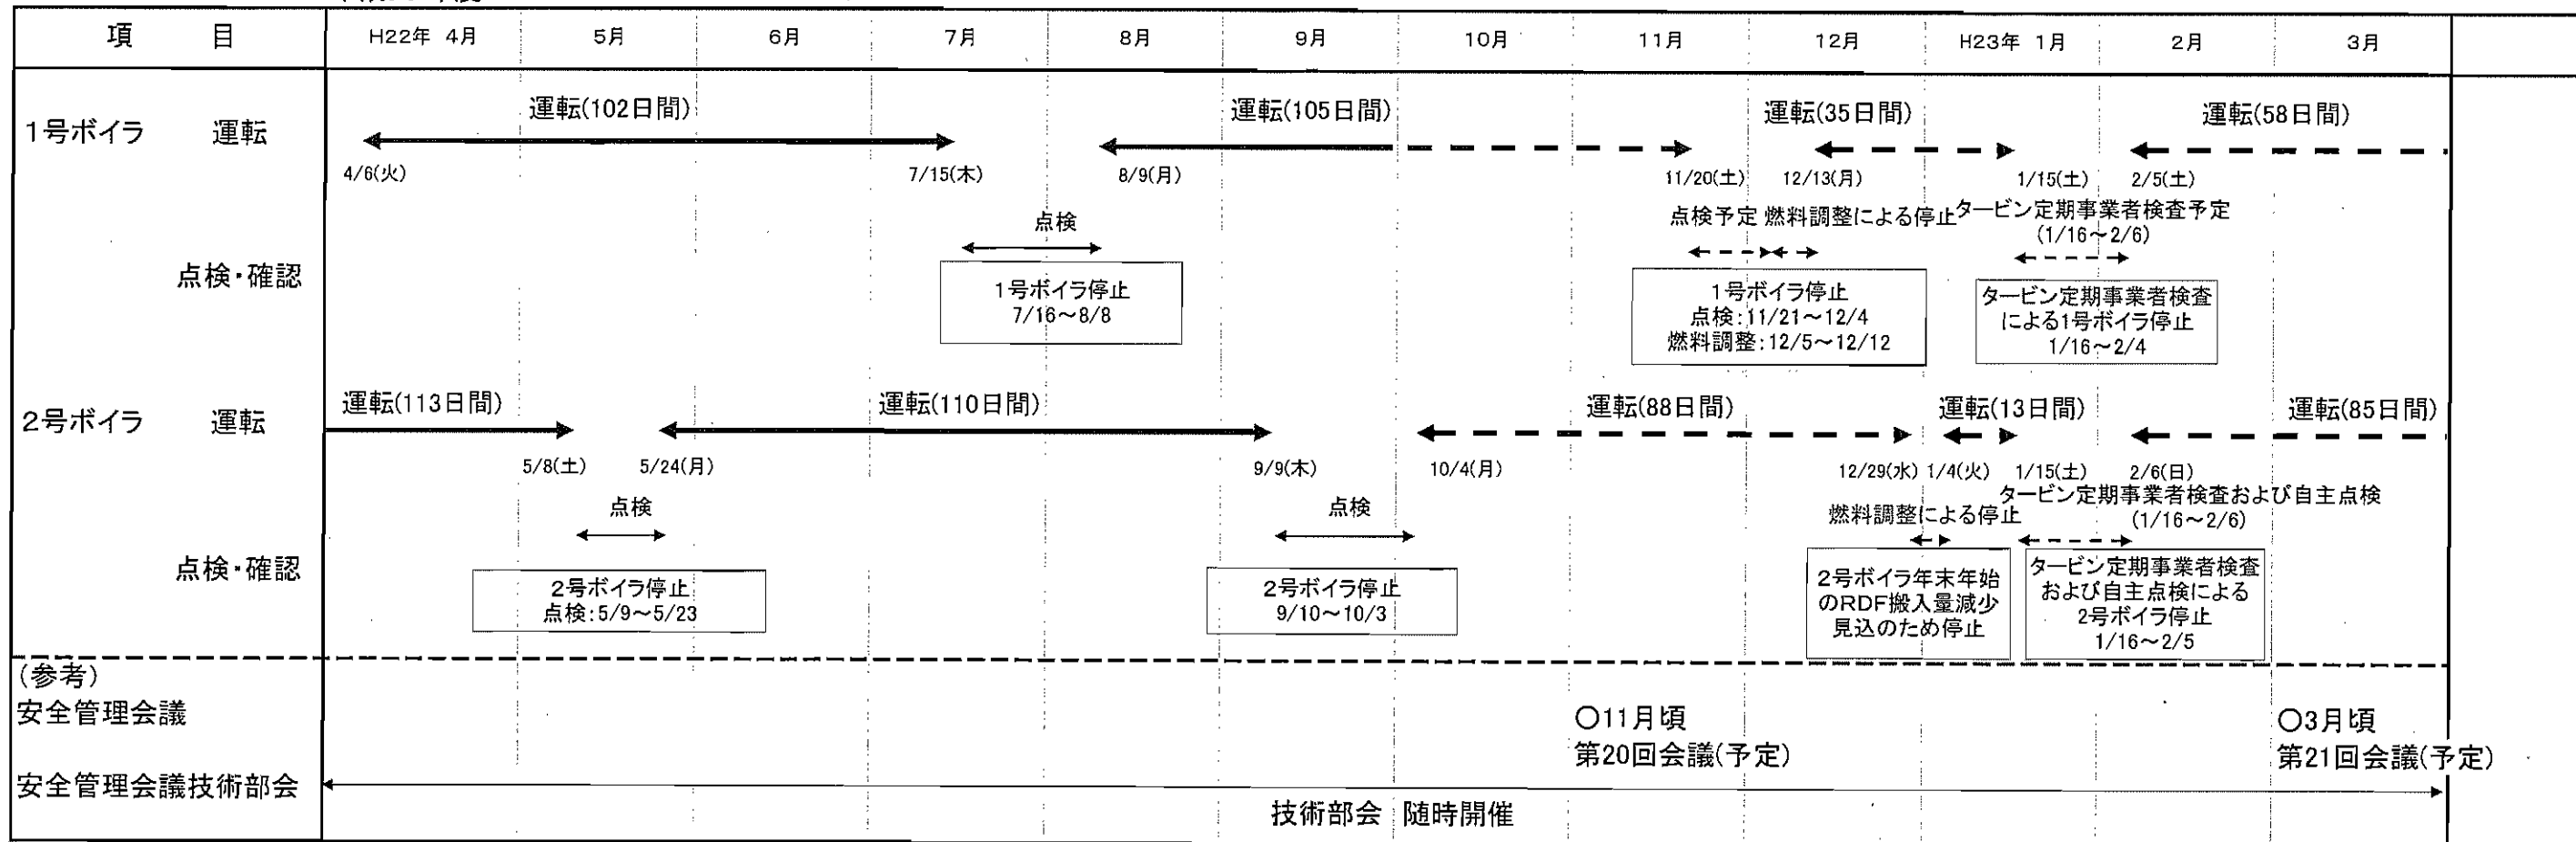 項　目 H22年 4月 5月 6月 7月 8月 9月 10月 11月 12月 H23年 1月 2月 3月
運転(102日間) 運転(105日間) 運転(35日間) 運転(58日間)
1号ボイラ 運転
4/6(火) 7/15(木) 8/9(月) 11/20(土) 12/13(月) 1/15(土) 2/5(土)
点検 点検予定 燃料調整による停止 タービン定期事業者検査予定
(1/16～2/6)
点検・確認
1号ボイラ停止
7/16～8/8
1号ボイラ停止
点検:11/21～12/4
燃料調整:12/5～12/12
タービン定期事業者検査
による1号ボイラ停止
1/16～2/4
運転(113日間) 運転(110日間) 運転(88日間) 運転(13日間) 運転(85日間)
2号ボイラ 運転
5/8(土) 5/24(月) 9/9(木) 10/4(月) 12/29(水) 1/4(火) 1/15(土) 2/6(日)
点検 点検 燃料調整による停止 タービン定期事業者検査および自主点検
(1/16～2/6)
点検・確認
2号ボイラ停止
点検:5/9～5/23
2号ボイラ停止
9/10～10/3
2号ボイラ年末年始
のRDF搬入量減少
見込のため停止
タービン定期事業者検査
および自主点検による
2号ボイラ停止
1/16～2/5
(参考)
安全管理会議
○11月頃
第20回会議(予定)
○3月頃
第21回会議(予定)
安全管理会議技術部会
技術部会 随時開催